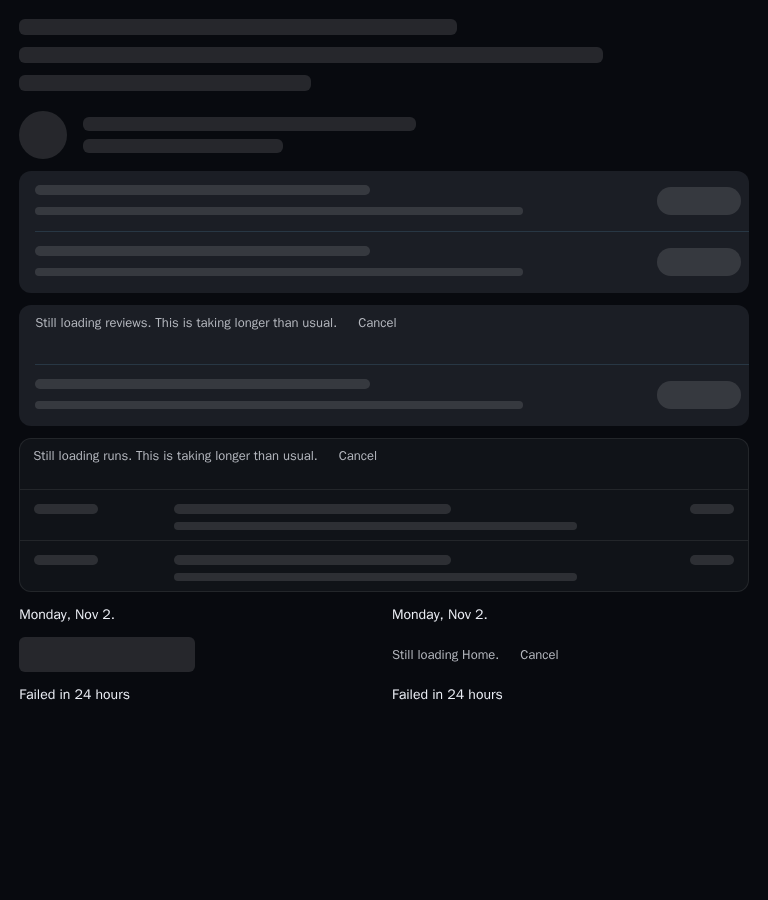 Still loading reviews. This is taking longer than usual. Cancel
Still loading runs. This is taking longer than usual. Cancel
Monday, Nov 2.
Failed in 24 hours
Monday, Nov 2.
Still loading Home. Cancel
Failed in 24 hours